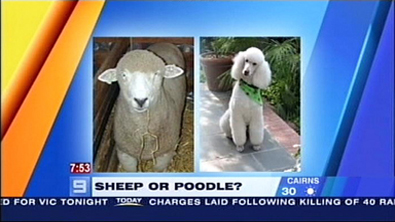 7:53
9
SHEEP OR POODLE?
CAIRNS
30
ED FOR VIC TONIGHT TODAY CHARGES LAID FOLLOWING KILLING OF 40 RA